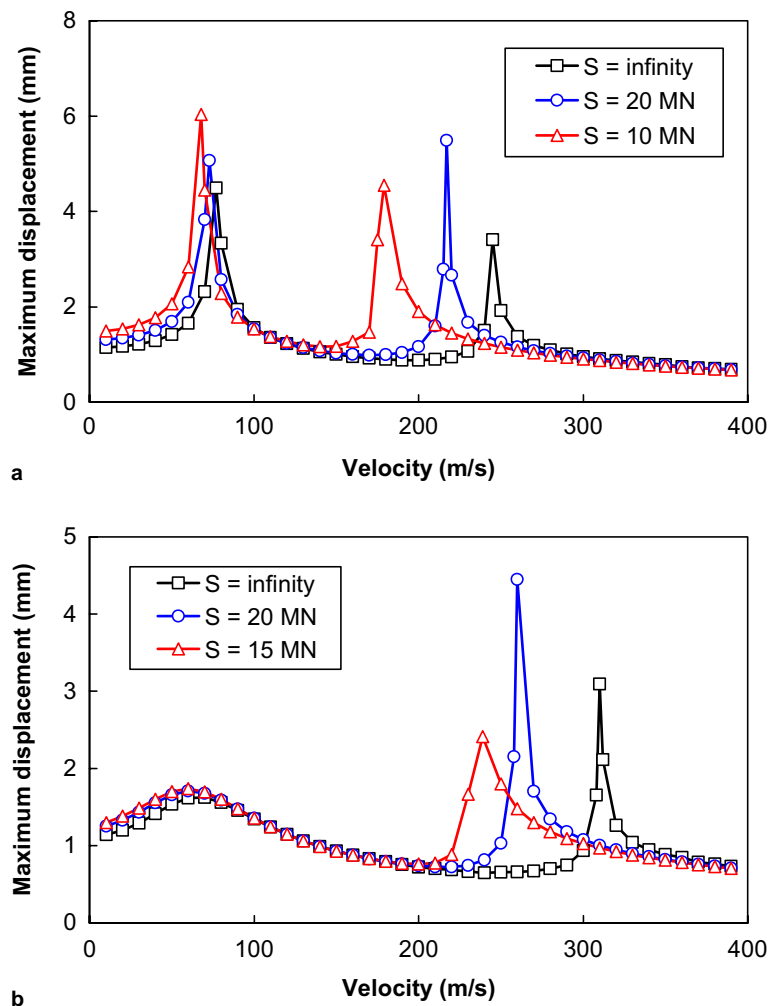 8
6
4
2
0
Maximum displacement (mm)
S = infinity
S = 20 MN
S = 10 MN
0 100 200 300 400
Velocity (m/s)
a
5
4
3
2
1
0
Maximum displacement (mm)
S = infinity
S = 20 MN
S = 15 MN
0 100 200 300 400
Velocity (m/s)
b